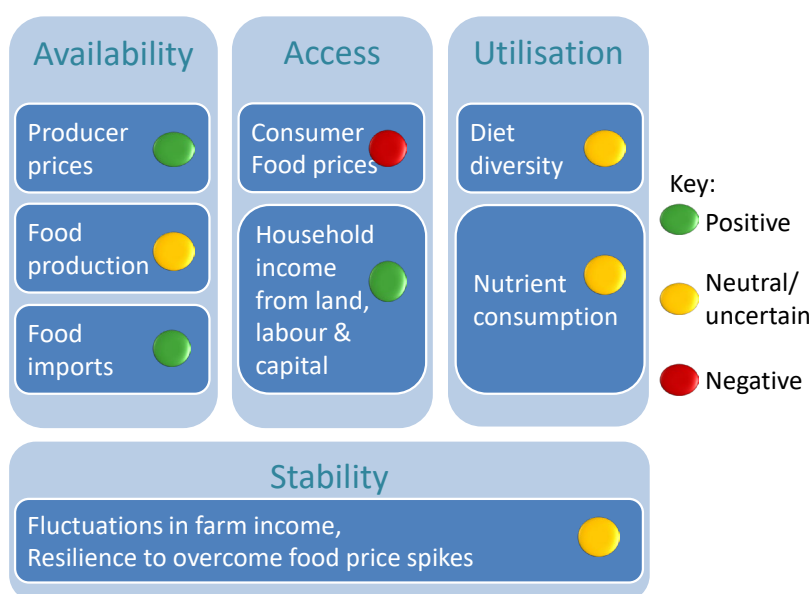 Availability
Producer
prices
Food
production
Food
imports
Access
Consumer
Food prices
Household
income
from land,
labour &
capital
Utilisation
Diet
diversity
Nutrient
consumption
Key:
Positive
Neutral/
uncertain
Negative
Stability
Fluctuations in farm income,
Resilience to overcome food price spikes